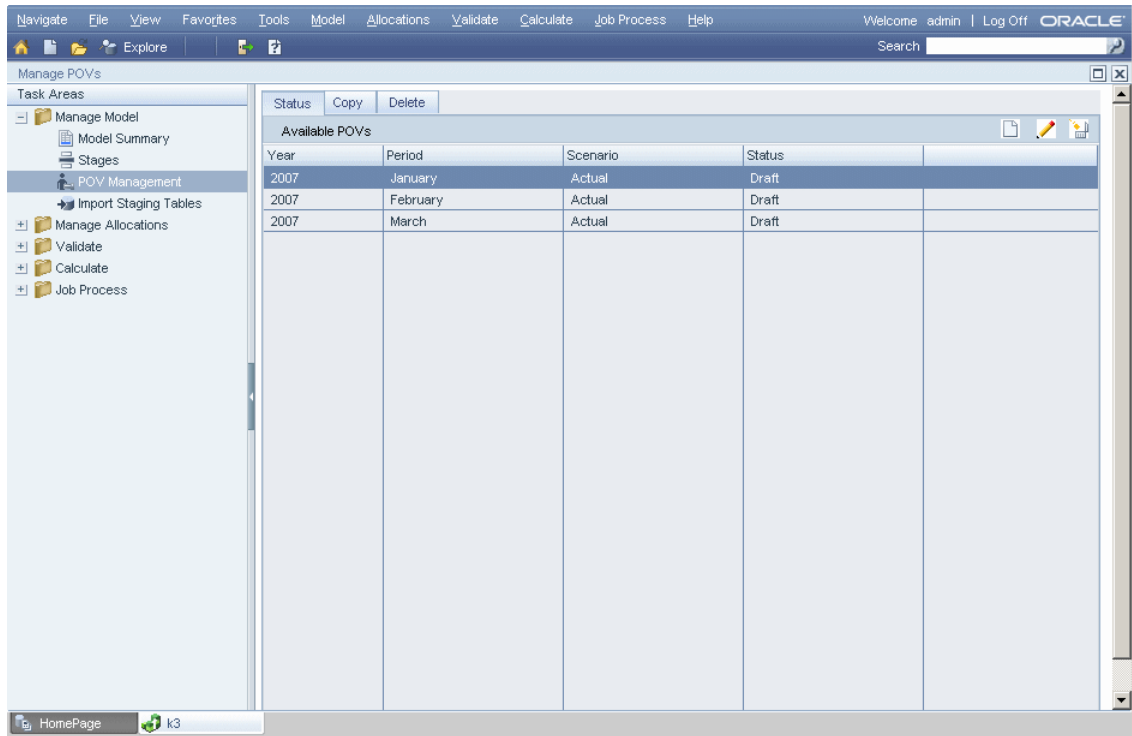 Navigate File View Favorites Tools Model Allocations Validate Calculate Job Process Help Welcome admin | Log Off ORACLE
Explore Search
Manage POVs
Task Areas
Manage Model
Model Summary
Stages
POV Management
Import Staging Tables
Manage Allocations
Validate
Calculate
Job Process
Status Copy Delete
Available POVs
Year Period Scenario Status
2007 January Actual Draft
2007 February Actual Draft
2007 March Actual Draft
HomePage k3